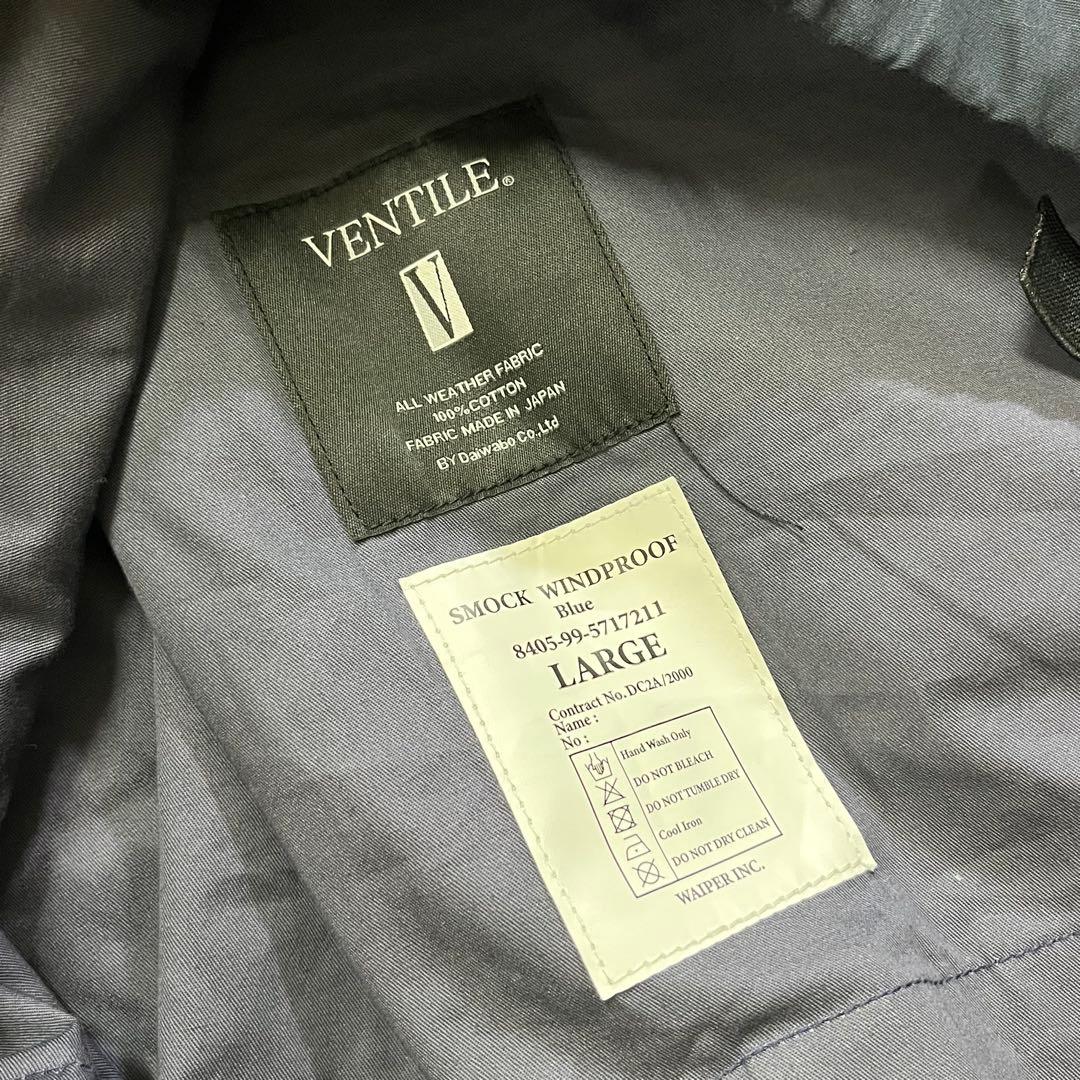 VENTILE®
V
ALL WEATHER FABRIC
100%COTTON
FABRIC MADE IN JAPAN
BY Daiwabo Co.,Ltd
SMOCK WINDPROOF
Blue
8405-99-5717211
LARGE
Contract No.DC2A/2000
Name :
No :
Hand Wash Only
DO NOT BLEACH
DO NOT TUMBLE DRY
Cool Iron
DO NOT DRY CLEAN
WAIPER INC.